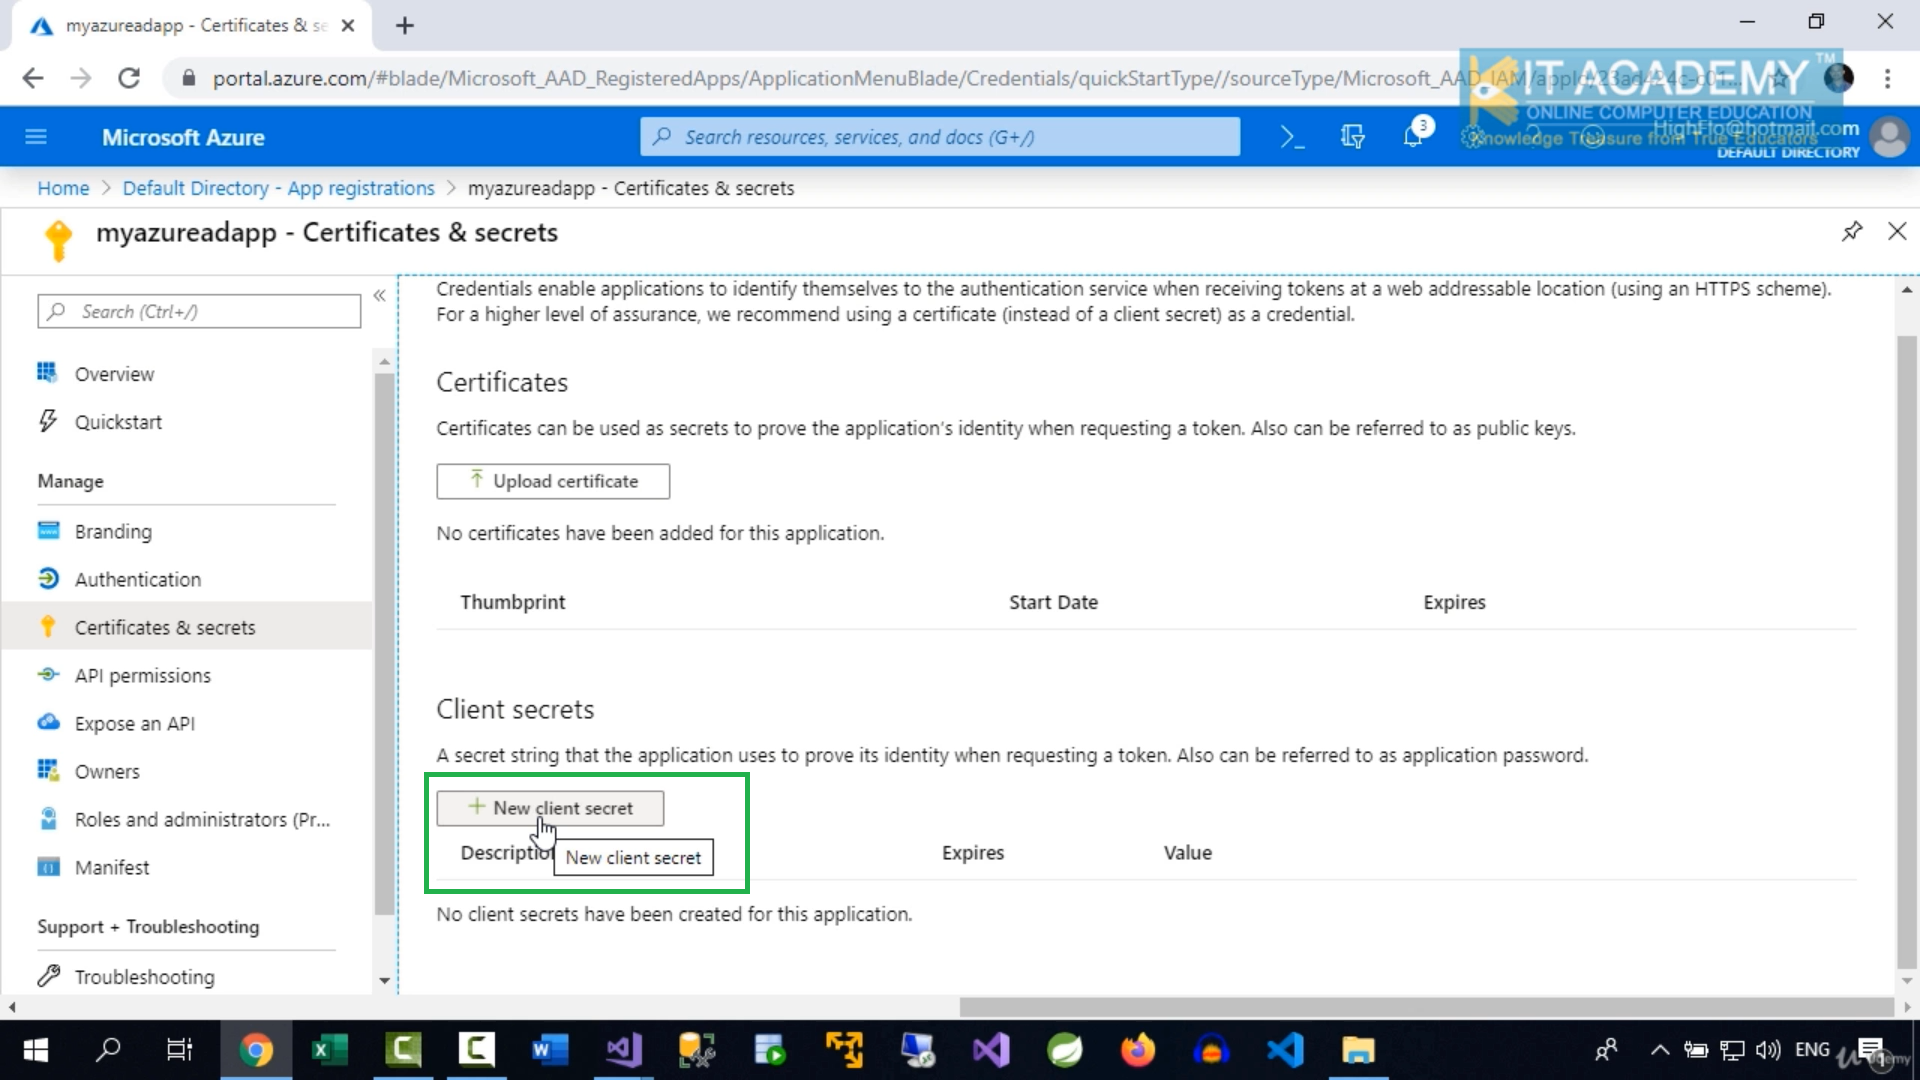 myazureadapp - Certificates & se
portal.azure.com/#blade/Microsoft_AAD_RegisteredApps/ApplicationMenuBlade/Credentials/quickStartType//sourceType/Microsoft_AAD_IAM/appId/
IT ACADEMY TM
ONLINE COMPUTER EDUCATION
Knowledge Treasure from True Educators
Microsoft Azure
Search resources, services, and docs (G+/)
3
HighFlo@hotmail.com
DEFAULT DIRECTORY
Home > Default Directory - App registrations > myazureadapp - Certificates & secrets
myazureadapp - Certificates & secrets
Search (Ctrl+/)
Overview
Quickstart
Manage
Branding
Authentication
Certificates & secrets
API permissions
Expose an API
Owners
Roles and administrators (Pr...
Manifest
Support + Troubleshooting
Troubleshooting
Credentials enable applications to identify themselves to the authentication service when receiving tokens at a web addressable location (using an HTTPS scheme).
For a higher level of assurance, we recommend using a certificate (instead of a client secret) as a credential.
Certificates
Certificates can be used as secrets to prove the application's identity when requesting a token. Also can be referred to as public keys.
Upload certificate
No certificates have been added for this application.
Thumbprint Start Date Expires
Client secrets
A secret string that the application uses to prove its identity when requesting a token. Also can be referred to as application password.
New client secret
Description Expires Value
New client secret
No client secrets have been created for this application.
ENG
1